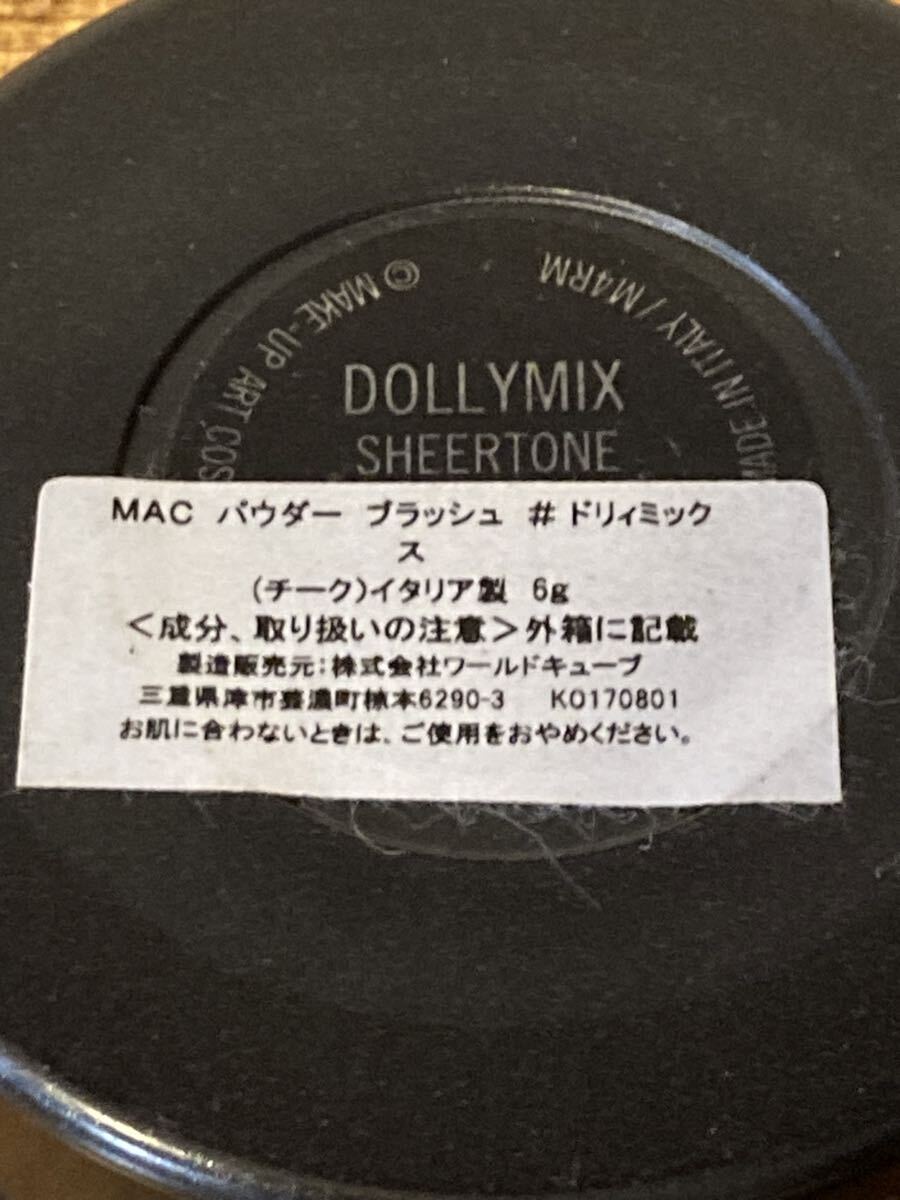 © MAKE-UP ART COS
MADE IN ITALY / M4RM
DOLLYMIX
SHEERTONE
MAC パウダー ブラッシュ #ドリィミック
ス
(チーク)イタリア製 6g
<成分、取り扱いの注意>外箱に記載
製造販売元:株式会社ワールドキューブ
三重県津市芸濃町椋本6290-3 K0170801
お肌に合わないときは、ご使用をおやめください。